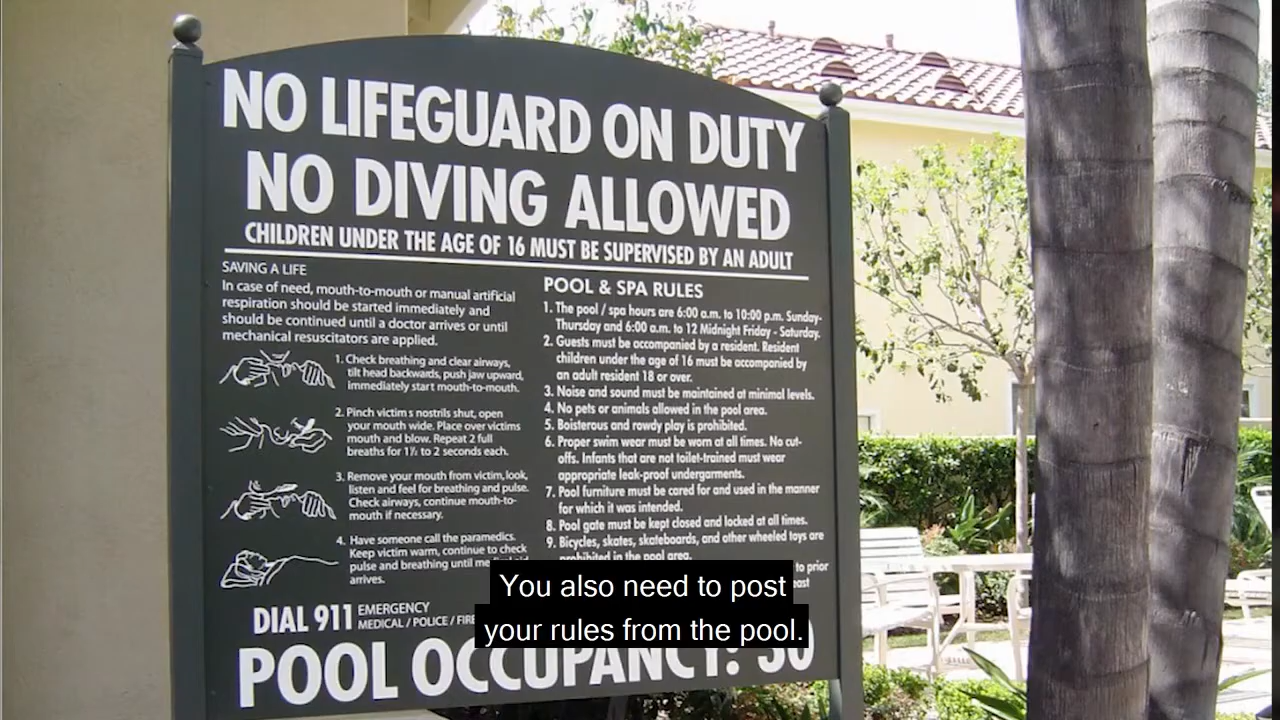 NO LIFEGUARD ON DUTY
NO DIVING ALLOWED
CHILDREN UNDER THE AGE OF 16 MUST BE SUPERVISED BY AN ADULT
SAVING A LIFE
In case of need, mouth-to-mouth or manual artificial
respiration should be started immediately and
should be continued until a doctor arrives or until
mechanical resuscitators are applied.
1. Check breathing and clear airways,
tilt head backwards, push jaw upward,
immediately start mouth-to-mouth.
2. Pinch victim s nostrils shut, open
your mouth wide. Place over victims
mouth and blow. Repeat 2 full
breaths for 1½ to 2 seconds each.
3. Remove your mouth from victim, look,
listen and feel for breathing and pulse.
Check airways, continue mouth-to-
mouth if necessary.
4. Have someone call the paramedics.
Keep victim warm, continue to check
pulse and breathing until
arrives.
POOL & SPA RULES
1. The pool / spa hours are 6:00 a.m. to 10:00 p.m. Sunday-
Thursday and 6:00 a.m. to 12 Midnight Friday - Saturday.
2. Guests must be accompanied by a resident. Resident
children under the age of 16 must be accompanied by
an adult resident 18 or over.
3. Noise and sound must be maintained at minimal levels.
4. No pets or animals allowed in the pool area.
5. Boisterous and rowdy play is prohibited.
6. Proper swim wear must be worn at all times. No cut-
offs. Infants that are not toilet-trained must wear
appropriate leak-proof undergarments.
7. Pool furniture must be cared for and used in the manner
for which it was intended.
8. Pool gate must be kept closed and locked at all times.
9. Bicycles, skates, skateboards, and other wheeled toys are
prohibited in the pool area.
to prior
DIAL 911 EMERGENCY
MEDICAL / POLICE / FIRE
POOL OCCUPANCY: 50
You also need to post
your rules from the pool.